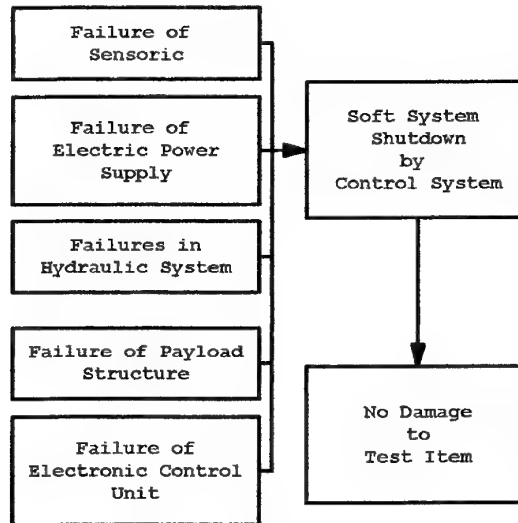 Failure of
Sensoric
Failure of
Electric Power
Supply
Failures in
Hydraulic System
Failure of Payload
Structure
Failure of
Electronic Control
Unit
Soft System
Shutdown
by
Control System
No Damage
to
Test Item